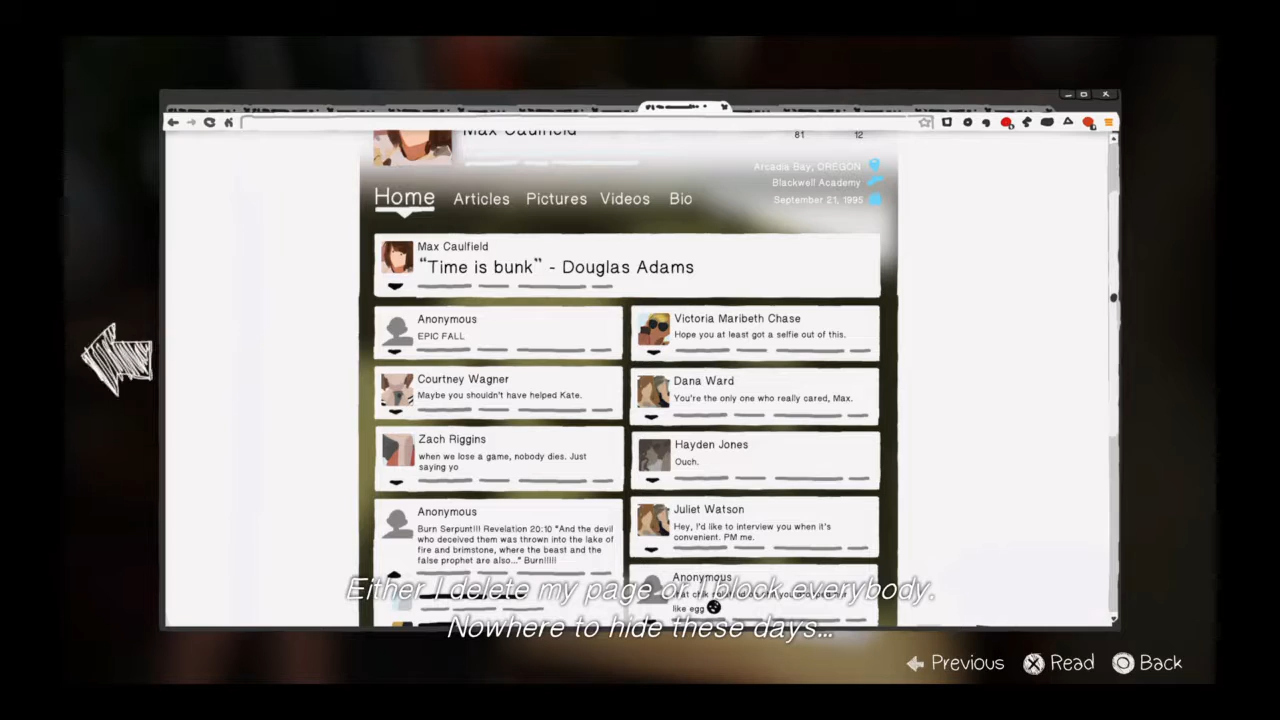 Max Caulfield
81 12
Arcadia Bay, OREGON
Blackwell Academy
September 21, 1995
Home Articles Pictures Videos Bio
Max Caulfield
“Time is bunk” - Douglas Adams
Anonymous
EPIC FALL
Victoria Maribeth Chase
Hope you at least got a selfie out of this.
Courtney Wagner
Maybe you shouldn't have helped Kate.
Dana Ward
You're the only one who really cared, Max.
Zach Riggins
when we lose a game, nobody dies. Just
saying yo
Hayden Jones
Ouch.
Anonymous
Burn Serpunt!!! Revelation 20:10 “And the devil
who deceived them was thrown into the lake of
fire and brimstone, where the beast and the
false prophet are also...” Burn!!!!!
Juliet Watson
Hey, I'd like to interview you when it's
convenient. PM me.
Anonymous
like egg
Either I delete my page or I block everybody.
Nowhere to hide these days...
Previous Read Back